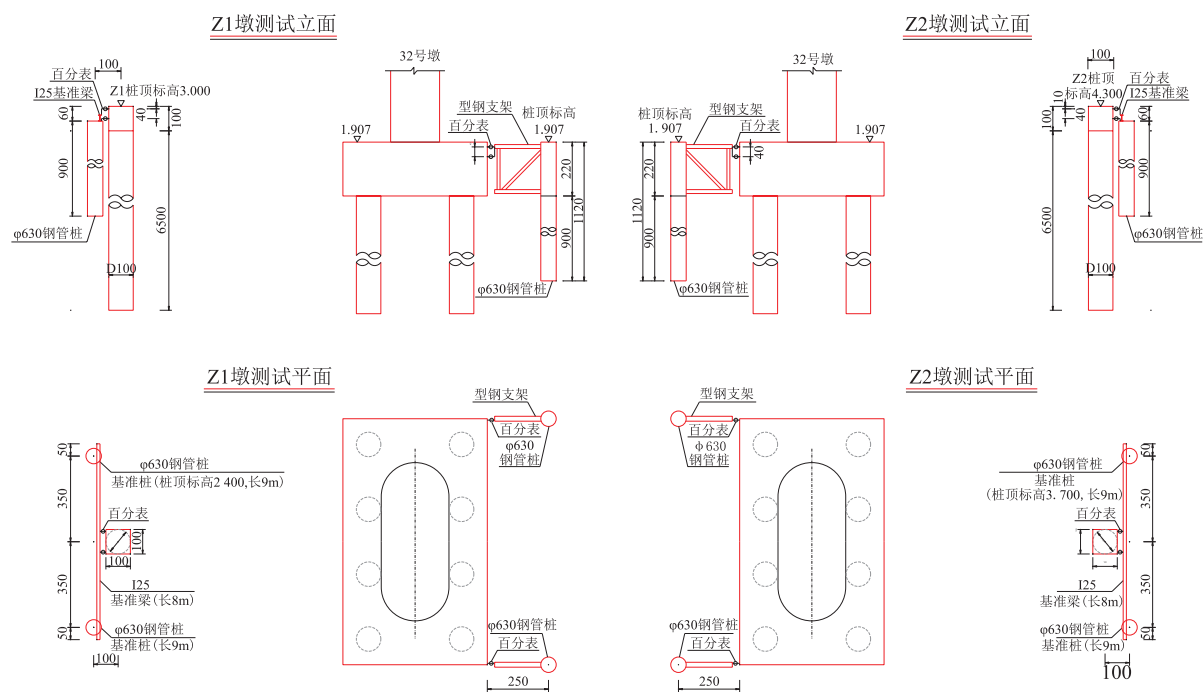 Z1墩测试立面
Z2墩测试立面
100
百分表
I25基准梁
Z1桩顶标高3.000
60
40
100
900
6500
φ630钢管桩
D100
32号墩
型钢支架
桩顶标高
百分表
1.907
1.907
40
220
900
1120
φ630钢管桩
32号墩
桩顶标高
型钢支架
百分表
1. 907
1.907
40
220
900
1120
φ630钢管桩
100
Z2桩顶
标高4.300
百分表
I25基准梁
10
40
100
60
900
6500
φ630钢管桩
D100
Z1墩测试平面
Z2墩测试平面
50
350
350
50
φ630钢管桩
基准桩(桩顶标高2 400,长9m)
百分表
100
100
I25
基准梁(长8m)
φ630钢管桩
基准桩(长9m)
100
型钢支架
百分表
φ630
钢管桩
φ630钢管桩
百分表
250
型钢支架
百分表
φ630
钢管桩
φ630钢管桩
百分表
250
φ630钢管桩
基准桩
(桩顶标高3. 700, 长9m)
百分表
I25
基准梁(长8m)
φ630钢管桩
基准桩(长9m)
50
350
350
50
100